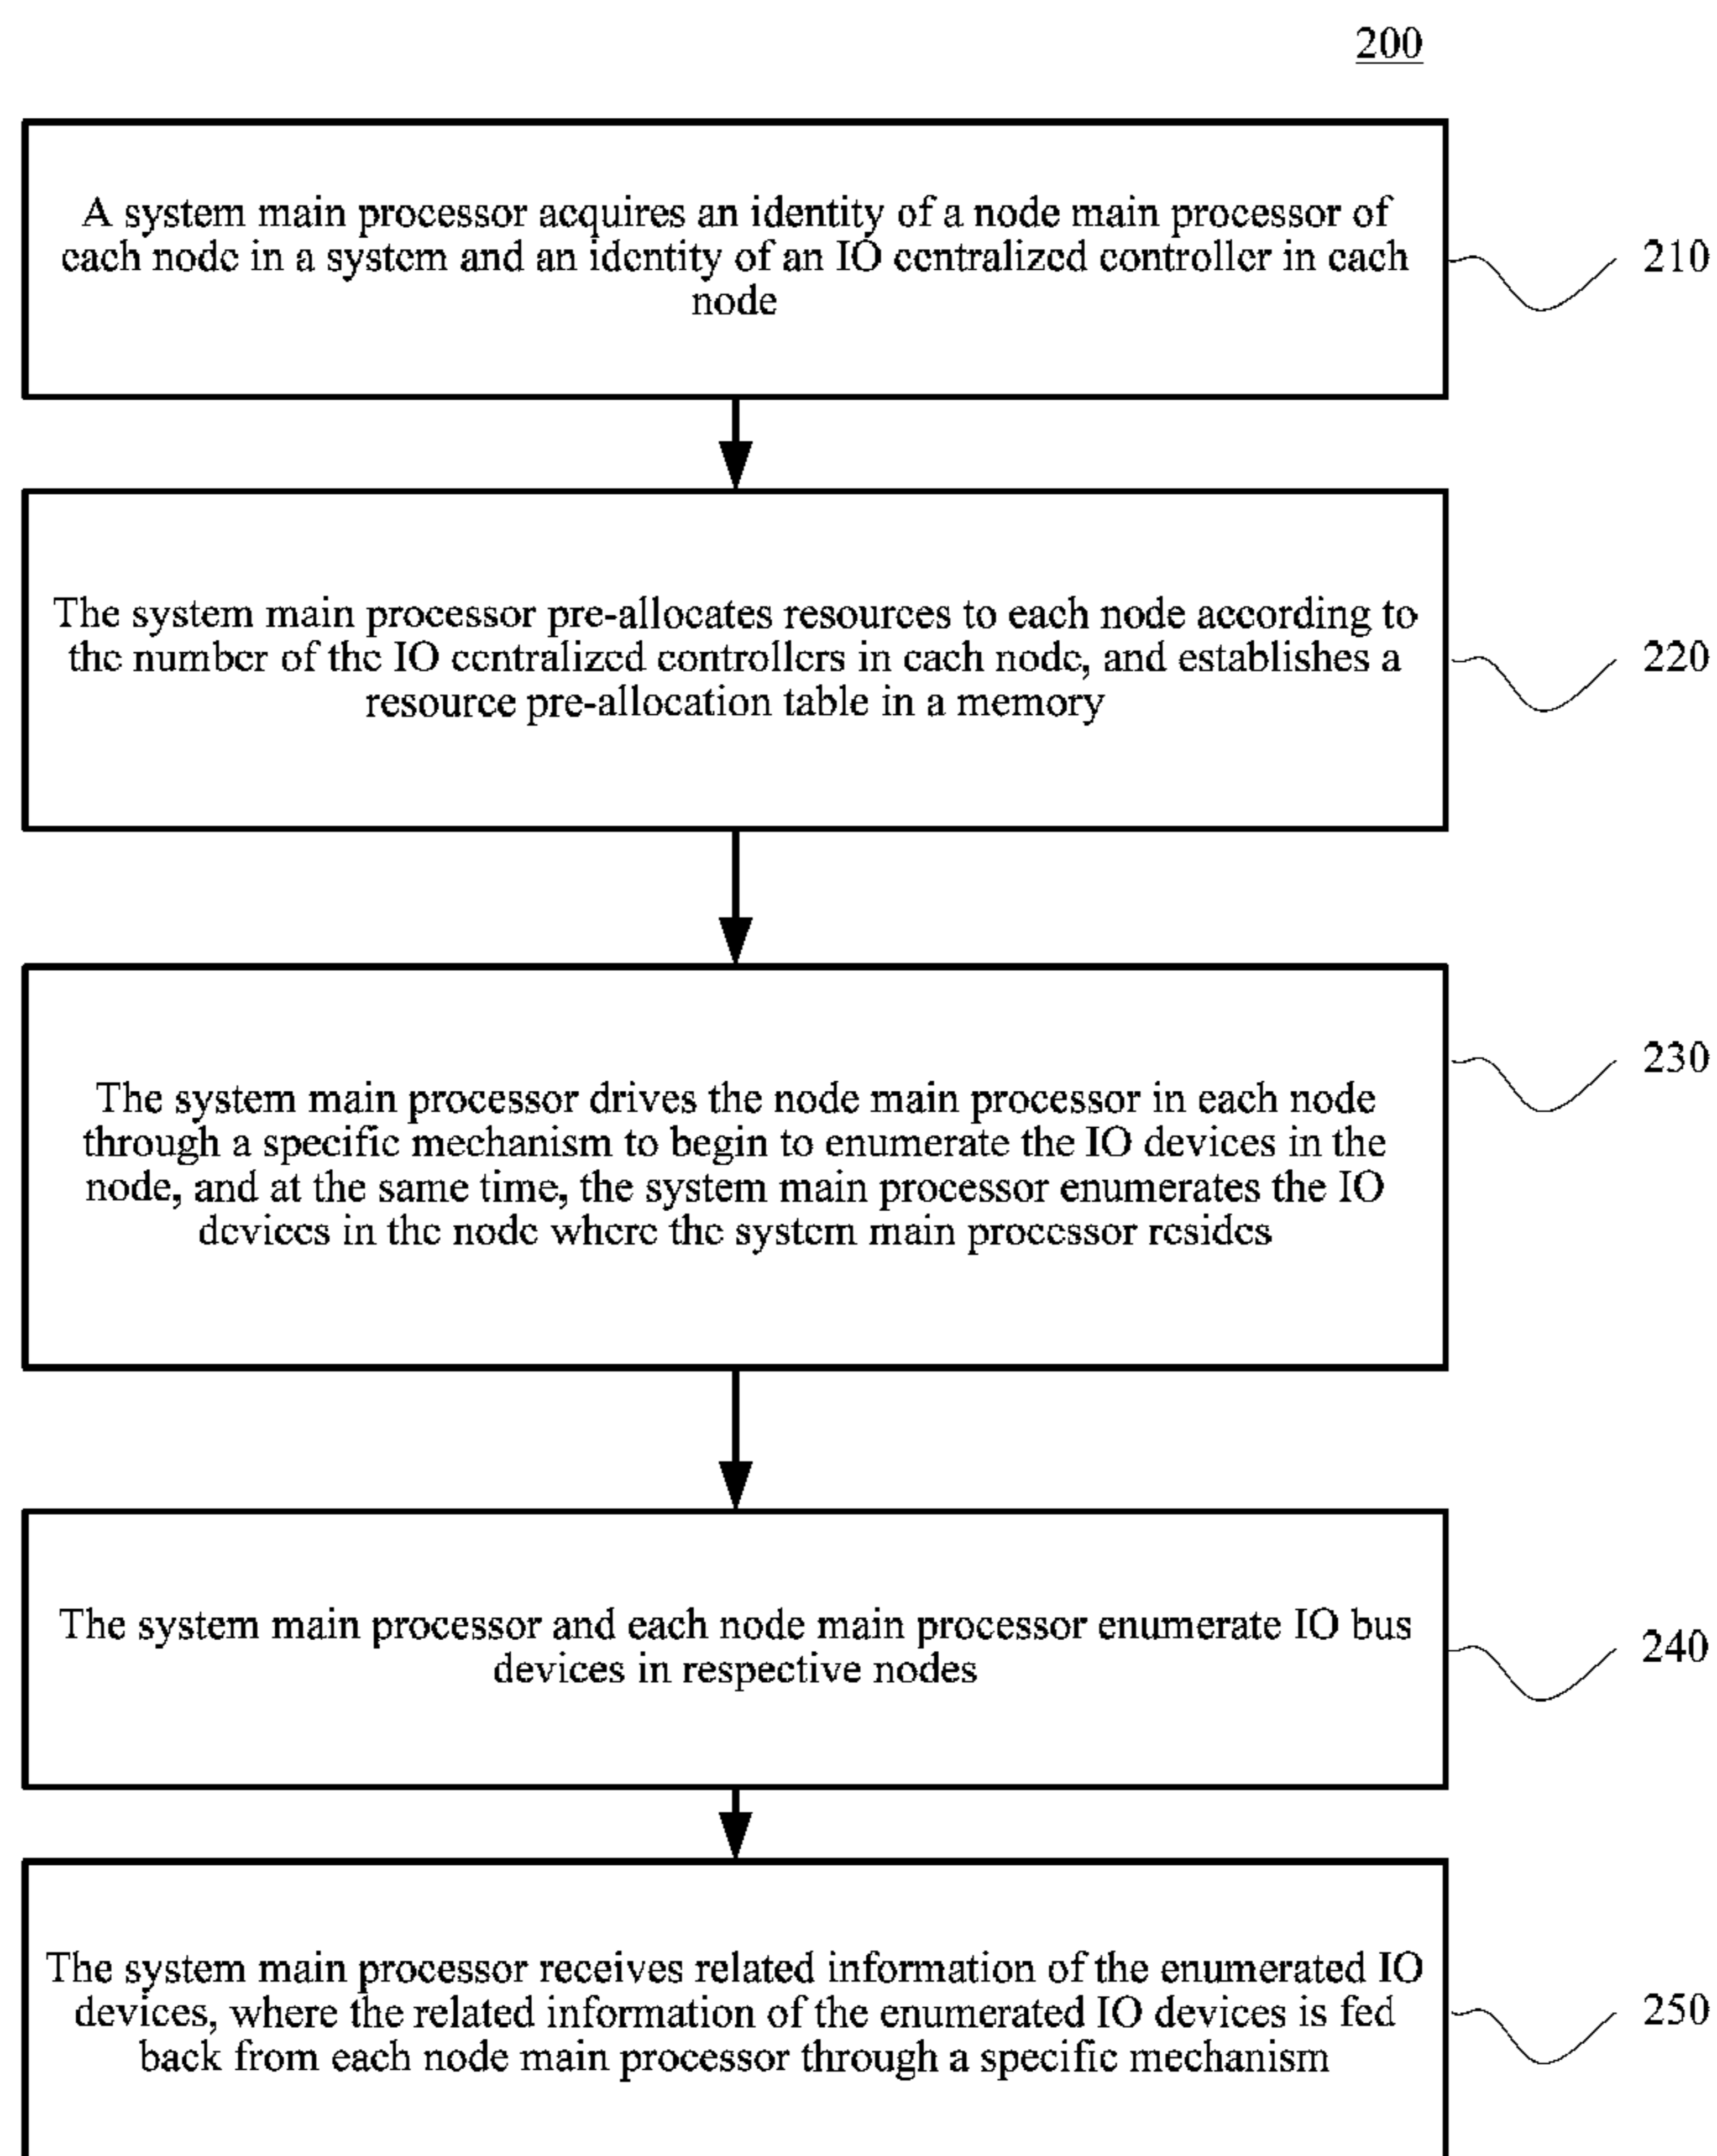 200
A system main processor acquires an identity of a node main processor of
each node in a system and an identity of an IO centralized controller in each
node
210
The system main processor pre-allocates resources to each node according to
the number of the IO centralized controllers in each node, and establishes a
resource pre-allocation table in a memory
220
The system main processor drives the node main processor in each node
through a specific mechanism to begin to enumerate the IO devices in the
node, and at the same time, the system main processor enumerates the IO
devices in the node where the system main processor resides
230
The system main processor and each node main processor enumerate IO bus
devices in respective nodes
240
The system main processor receives related information of the enumerated IO
devices, where the related information of the enumerated IO devices is fed
back from each node main processor through a specific mechanism
250